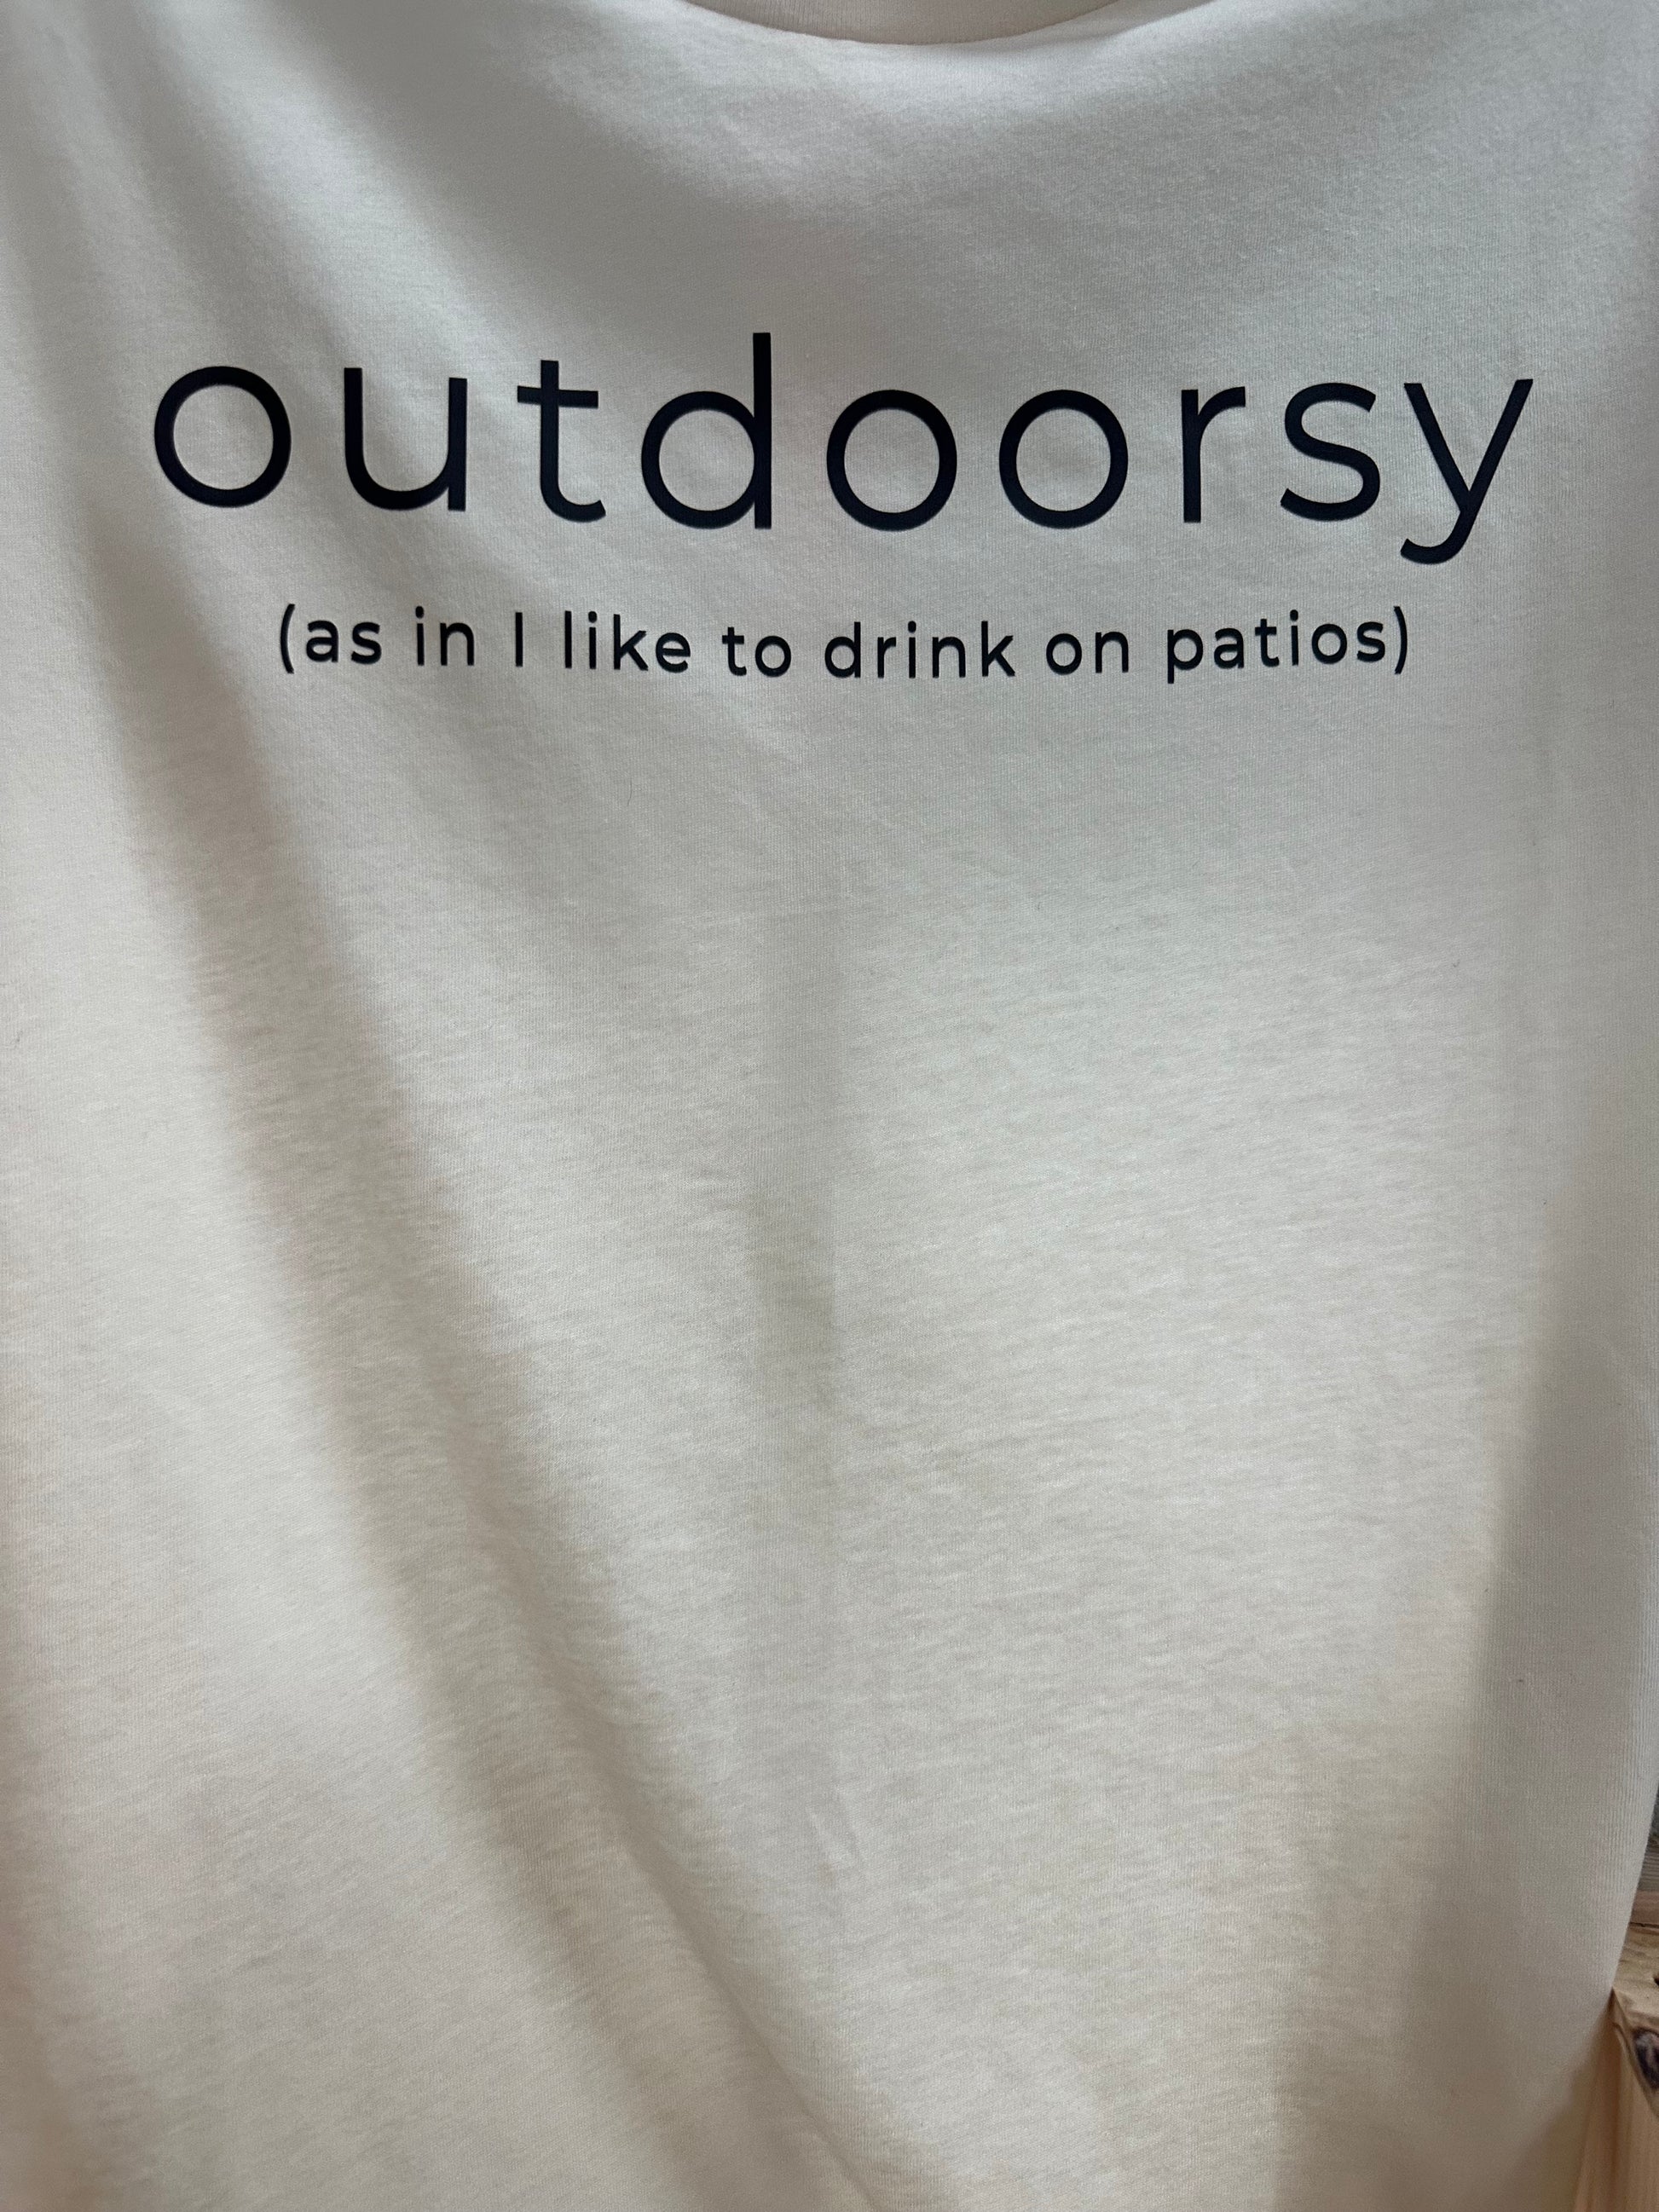 outdoorsy
(as in I like to drink on patios)